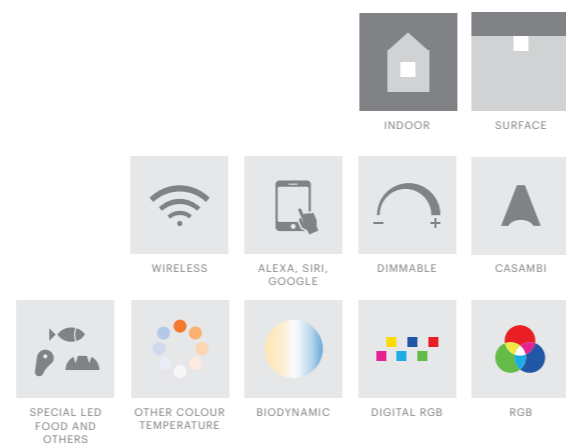 INDOOR
SURFACE
WIRELESS
ALEXA, SIRI,
GOOGLE
DIMMABLE
CASAMBI
SPECIAL LED
FOOD AND
OTHERS
OTHER COLOUR
TEMPERATURE
BIODYNAMIC
DIGITAL RGB
RGB